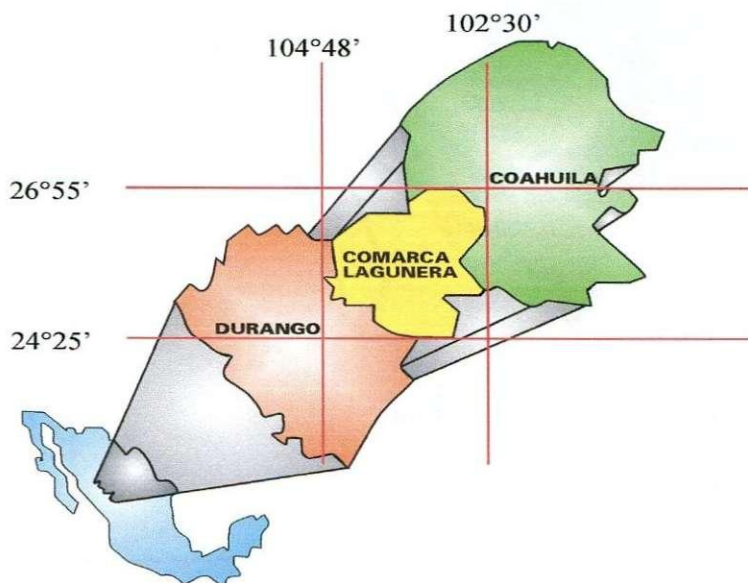 102°30'
104°48'
26°55'
COAHUILA
COMARCA
LAGUNERA
DURANGO
24°25'